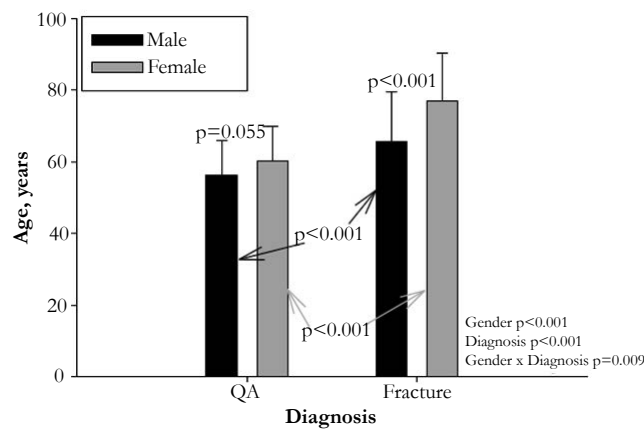 100
80
60
40
20
0
Age, years
Male
Female
p=0.055
p<0.001
p<0.001
p<0.001
Gender p<0.001
Diagnosis p<0.001
Gender x Diagnosis p=0.009
QA
Fracture
Diagnosis